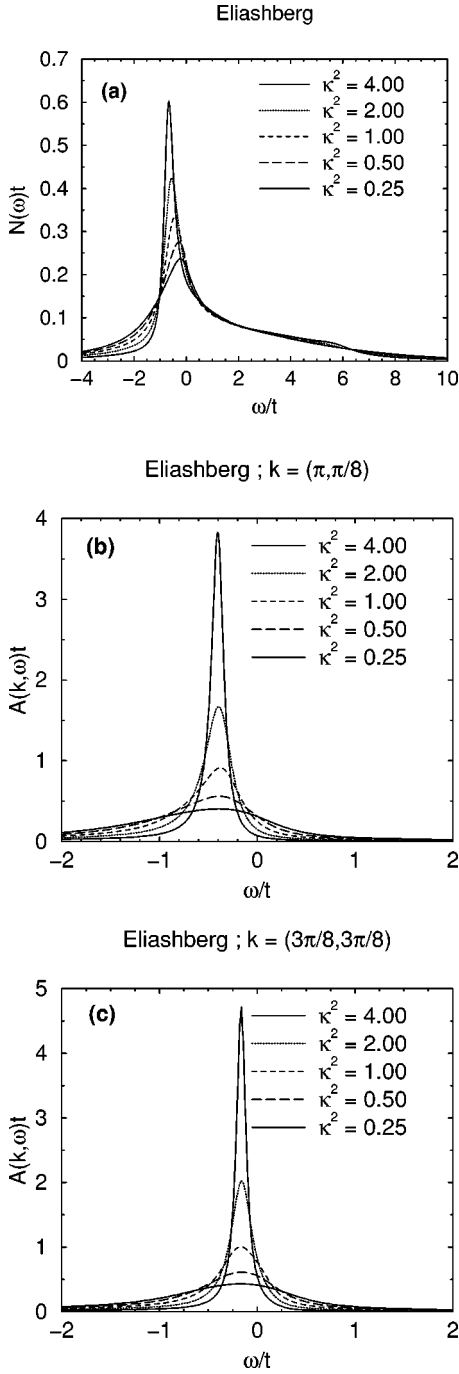 Eliashberg
(a)
κ² = 4.00
κ² = 2.00
κ² = 1.00
κ² = 0.50
κ² = 0.25
N(ω)t
0.7
0.6
0.5
0.4
0.3
0.2
0.1
0
−4 −2 0 2 4 6 8 10
ω/t
Eliashberg ; k = (π,π/8)
(b)
κ² = 4.00
κ² = 2.00
κ² = 1.00
κ² = 0.50
κ² = 0.25
A(k,ω)t
4
3
2
1
0
−2 −1 0 1 2
ω/t
Eliashberg ; k = (3π/8,3π/8)
(c)
κ² = 4.00
κ² = 2.00
κ² = 1.00
κ² = 0.50
κ² = 0.25
A(k,ω)t
5
4
3
2
1
0
−2 −1 0 1 2
ω/t